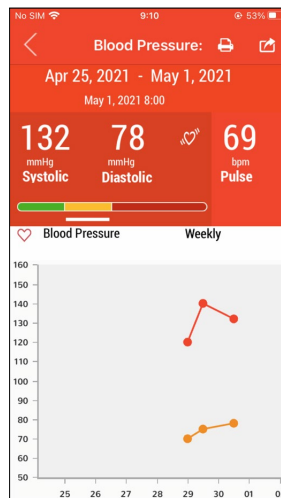 No SIM 9:10 53%
Blood Pressure:
Apr 25, 2021 - May 1, 2021
May 1, 2021 8:00
132 78 69
mmHg mmHg bpm
Systolic Diastolic Pulse
Blood Pressure Weekly
160
150
140
130
120
110
100
90
80
70
60
50
25 26 27 28 29 30 01 0